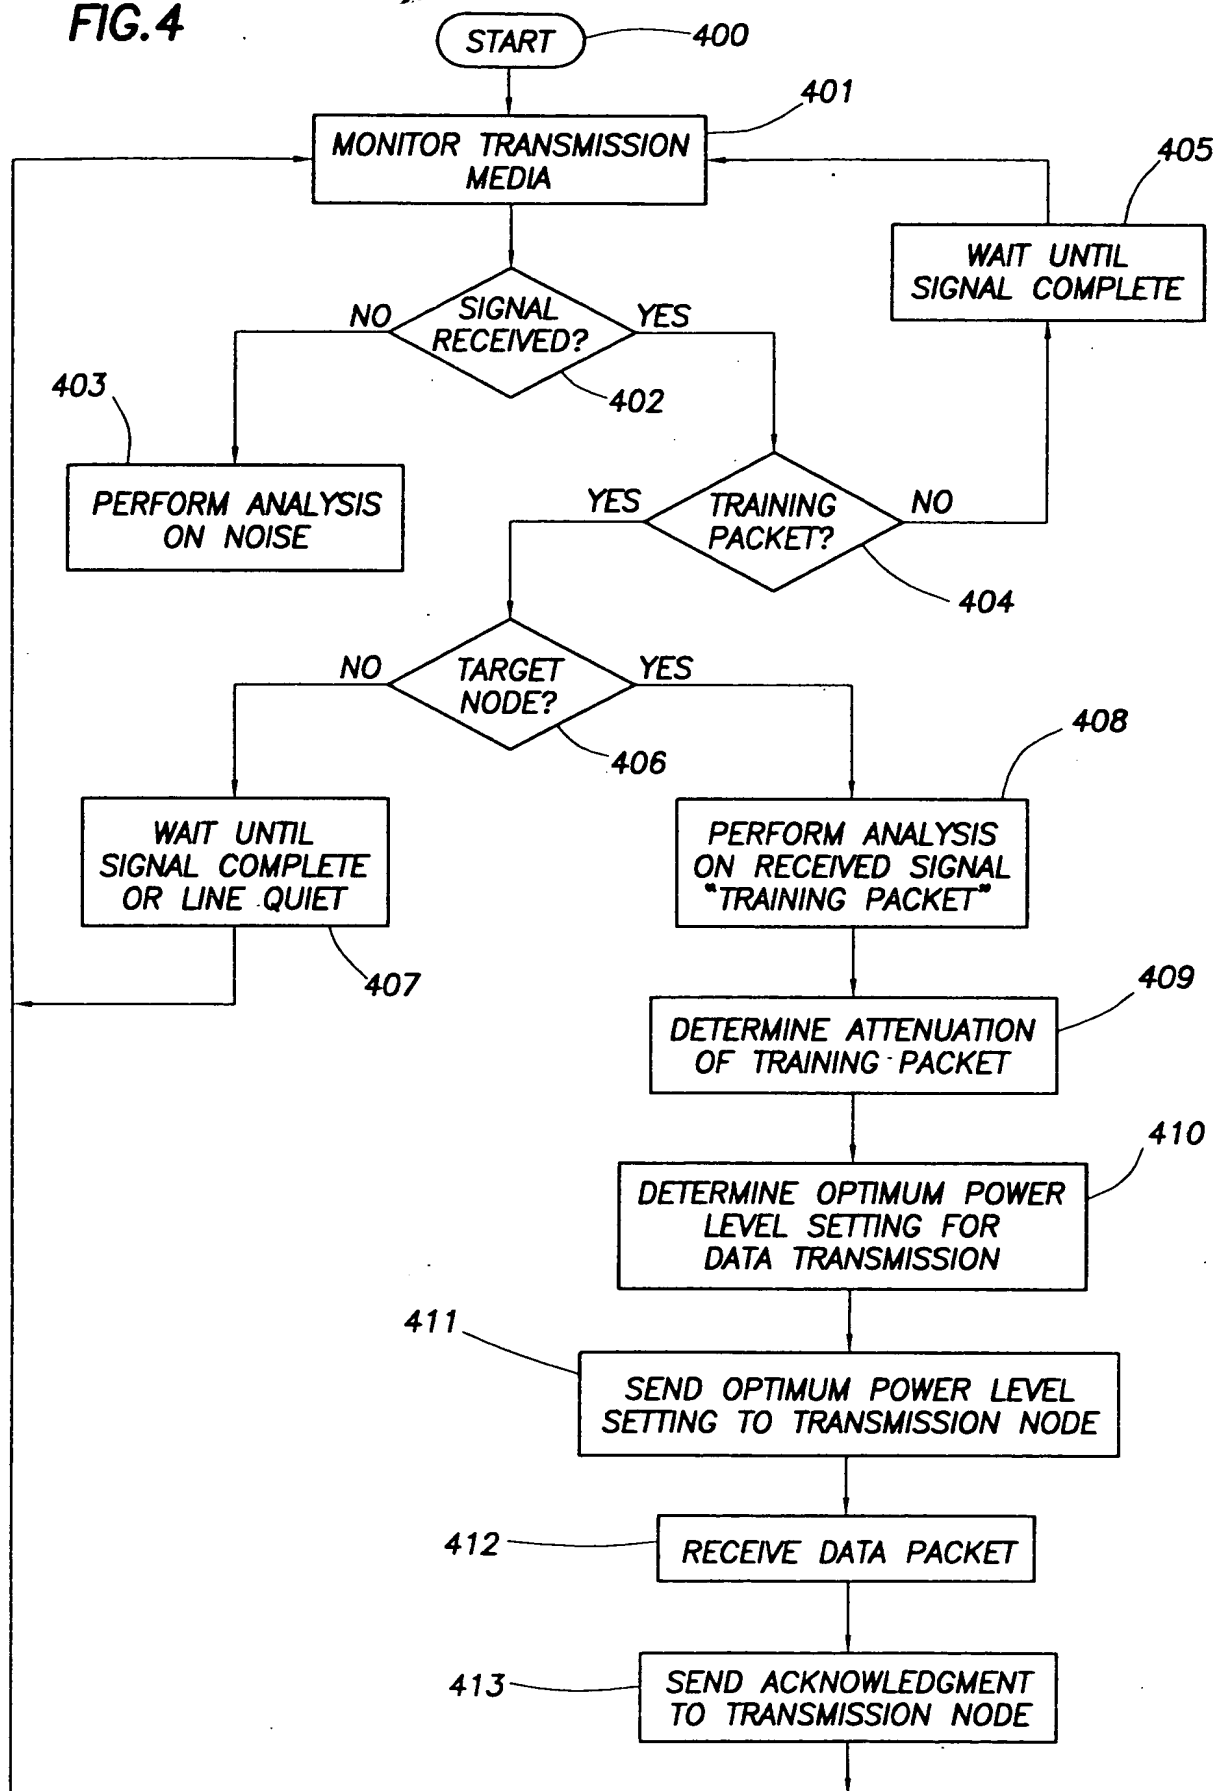 FIG.4
START
400
401
MONITOR TRANSMISSION
MEDIA
405
WAIT UNTIL
SIGNAL COMPLETE
NO
SIGNAL
RECEIVED?
YES
402
403
PERFORM ANALYSIS
ON NOISE
YES
TRAINING
PACKET?
NO
404
NO
TARGET
NODE?
YES
406
408
WAIT UNTIL
SIGNAL COMPLETE
OR LINE QUIET
407
PERFORM ANALYSIS
ON RECEIVED SIGNAL
"TRAINING PACKET"
409
DETERMINE ATTENUATION
OF TRAINING PACKET
410
DETERMINE OPTIMUM POWER
LEVEL SETTING FOR
DATA TRANSMISSION
411
SEND OPTIMUM POWER LEVEL
SETTING TO TRANSMISSION NODE
412
RECEIVE DATA PACKET
413
SEND ACKNOWLEDGMENT
TO TRANSMISSION NODE